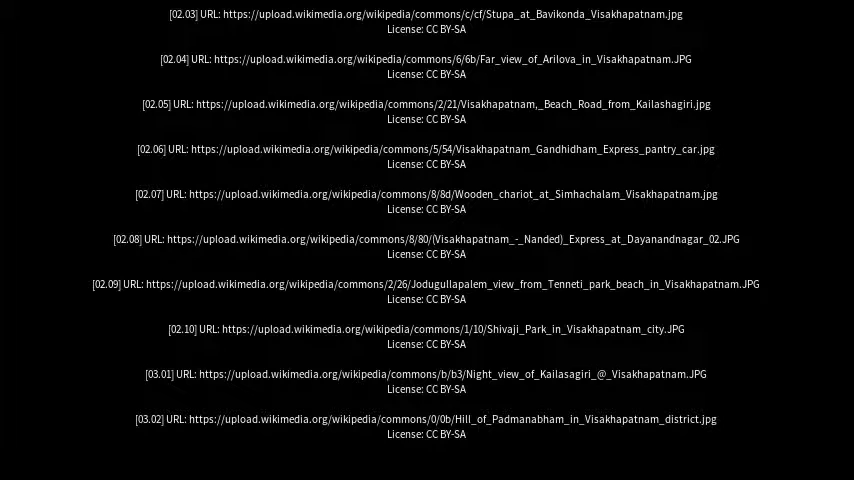 [02.03] URL: https://upload.wikimedia.org/wikipedia/commons/c/cf/Stupa_at_Bavikonda_Visakhapatnam.jpg
License: CC BY-SA
[02.04] URL: https://upload.wikimedia.org/wikipedia/commons/6/6b/Far_view_of_Arilova_in_Visakhapatnam.JPG
License: CC BY-SA
[02.05] URL: https://upload.wikimedia.org/wikipedia/commons/2/21/Visakhapatnam,_Beach_Road_from_Kailashagiri.jpg
License: CC BY-SA
[02.06] URL: https://upload.wikimedia.org/wikipedia/commons/5/54/Visakhapatnam_Gandhidham_Express_pantry_car.jpg
License: CC BY-SA
[02.07] URL: https://upload.wikimedia.org/wikipedia/commons/8/8d/Wooden_chariot_at_Simhachalam_Visakhapatnam.jpg
License: CC BY-SA
[02.08] URL: https://upload.wikimedia.org/wikipedia/commons/8/80/(Visakhapatnam_-_Nanded)_Express_at_Dayanandnagar_02.JPG
License: CC BY-SA
[02.09] URL: https://upload.wikimedia.org/wikipedia/commons/2/26/Jodugullapalem_view_from_Tenneti_park_beach_in_Visakhapatnam.JPG
License: CC BY-SA
[02.10] URL: https://upload.wikimedia.org/wikipedia/commons/1/10/Shivaji_Park_in_Visakhapatnam_city.JPG
License: CC BY-SA
[03.01] URL: https://upload.wikimedia.org/wikipedia/commons/b/b3/Night_view_of_Kailasagiri_@_Visakhapatnam.JPG
License: CC BY-SA
[03.02] URL: https://upload.wikimedia.org/wikipedia/commons/0/0b/Hill_of_Padmanabham_in_Visakhapatnam_district.jpg
License: CC BY-SA